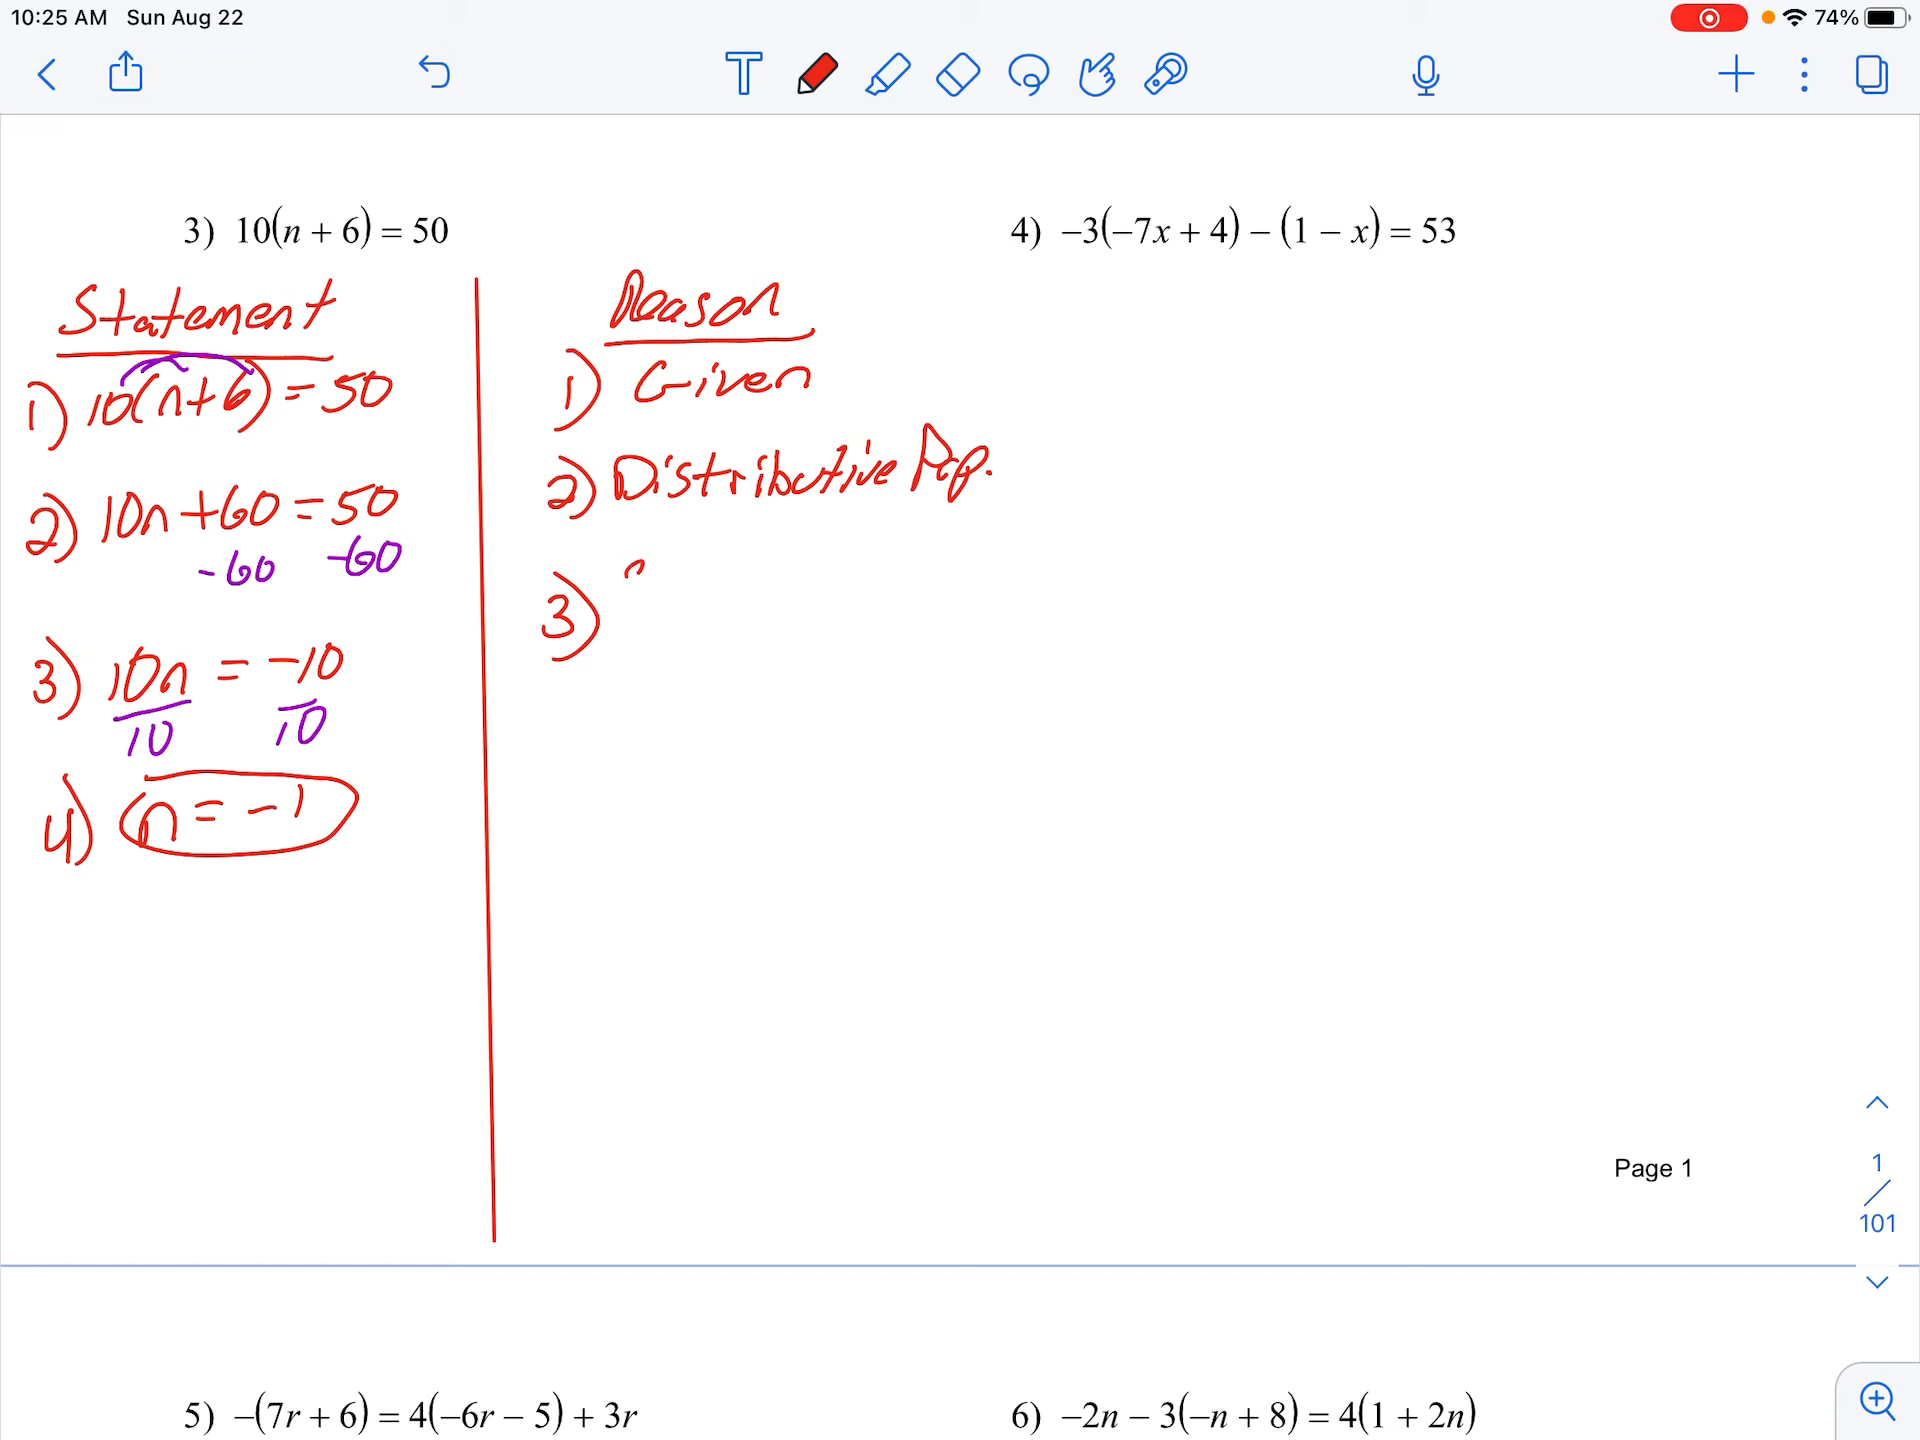 10:25 AM Sun Aug 22
74%
3) 10(n + 6) = 50
4) −3(−7x + 4) − (1 − x) = 53
Statement
Reason
1) 10(n+6) = 50
1) Given
2) 10n +60 = 50
2) Distributive Prop.
-60 -60
3)
3) 10n = -10
10 10
4) n = -1
Page 1
1
/
101
5) −(7r + 6) = 4(−6r − 5) + 3r
6) −2n − 3(−n + 8) = 4(1 + 2n)